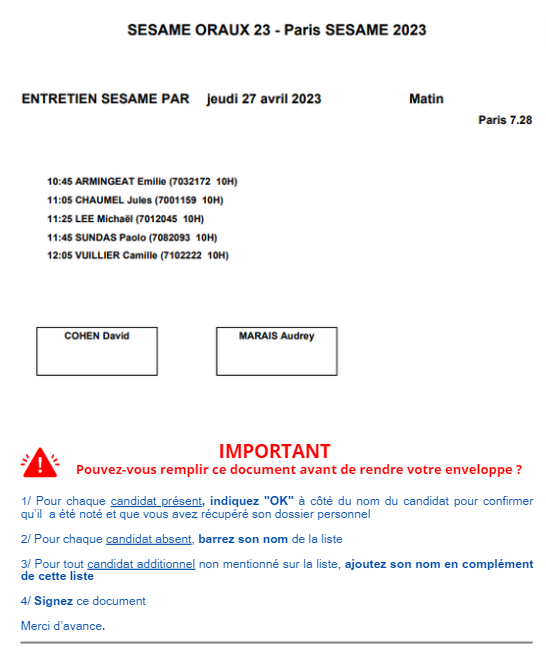 SESAME ORAUX 23 - Paris SESAME 2023
ENTRETIEN SESAME PAR jeudi 27 avril 2023 Matin
Paris 7.28
10:45 ARMINGEAT Emilie (7032172 10H)
11:05 CHAUMEL Jules (7001159 10H)
11:25 LEE Michaël (7012045 10H)
11:45 SUNDAS Paolo (7082093 10H)
12:05 VUILLIER Camille (7102222 10H)
COHEN David MARAIS Audrey
IMPORTANT
Pouvez-vous remplir ce document avant de rendre votre enveloppe ?
1/ Pour chaque candidat présent, indiquez "OK" à côté du nom du candidat pour confirmer
qu'il a été noté et que vous avez récupéré son dossier personnel
2/ Pour chaque candidat absent, barrez son nom de la liste
3/ Pour tout candidat additionnel non mentionné sur la liste, ajoutez son nom en complément
de cette liste
4/ Signez ce document
Merci d'avance.